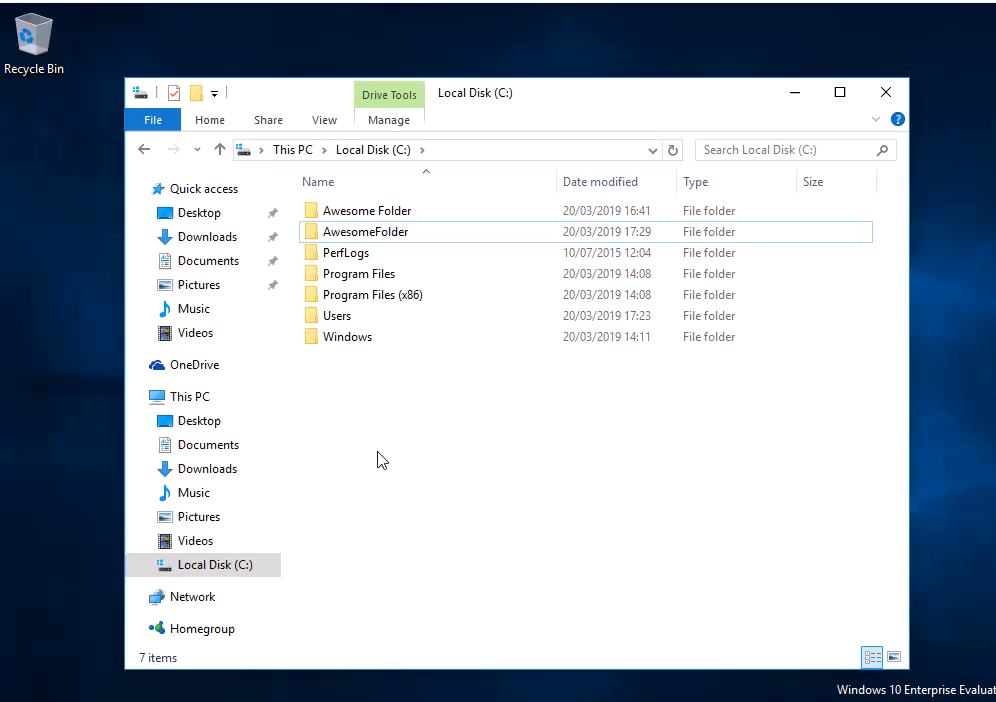 Recycle Bin
Drive Tools
Local Disk (C:)
File
Home
Share
View
Manage
?
This PC
Local Disk (C:)
Search Local Disk (C:)
Name
Date modified
Type
Size
Quick access
Desktop
Downloads
Documents
Pictures
Music
Videos
OneDrive
This PC
Desktop
Documents
Downloads
Music
Pictures
Videos
Local Disk (C:)
Network
Homegroup
Awesome Folder 20/03/2019 16:41 File folder
AwesomeFolder 20/03/2019 17:29 File folder
PerfLogs 10/07/2015 12:04 File folder
Program Files 20/03/2019 14:08 File folder
Program Files (x86) 20/03/2019 14:08 File folder
Users 20/03/2019 17:23 File folder
Windows 20/03/2019 14:11 File folder
7 items
Windows 10 Enterprise Evaluat